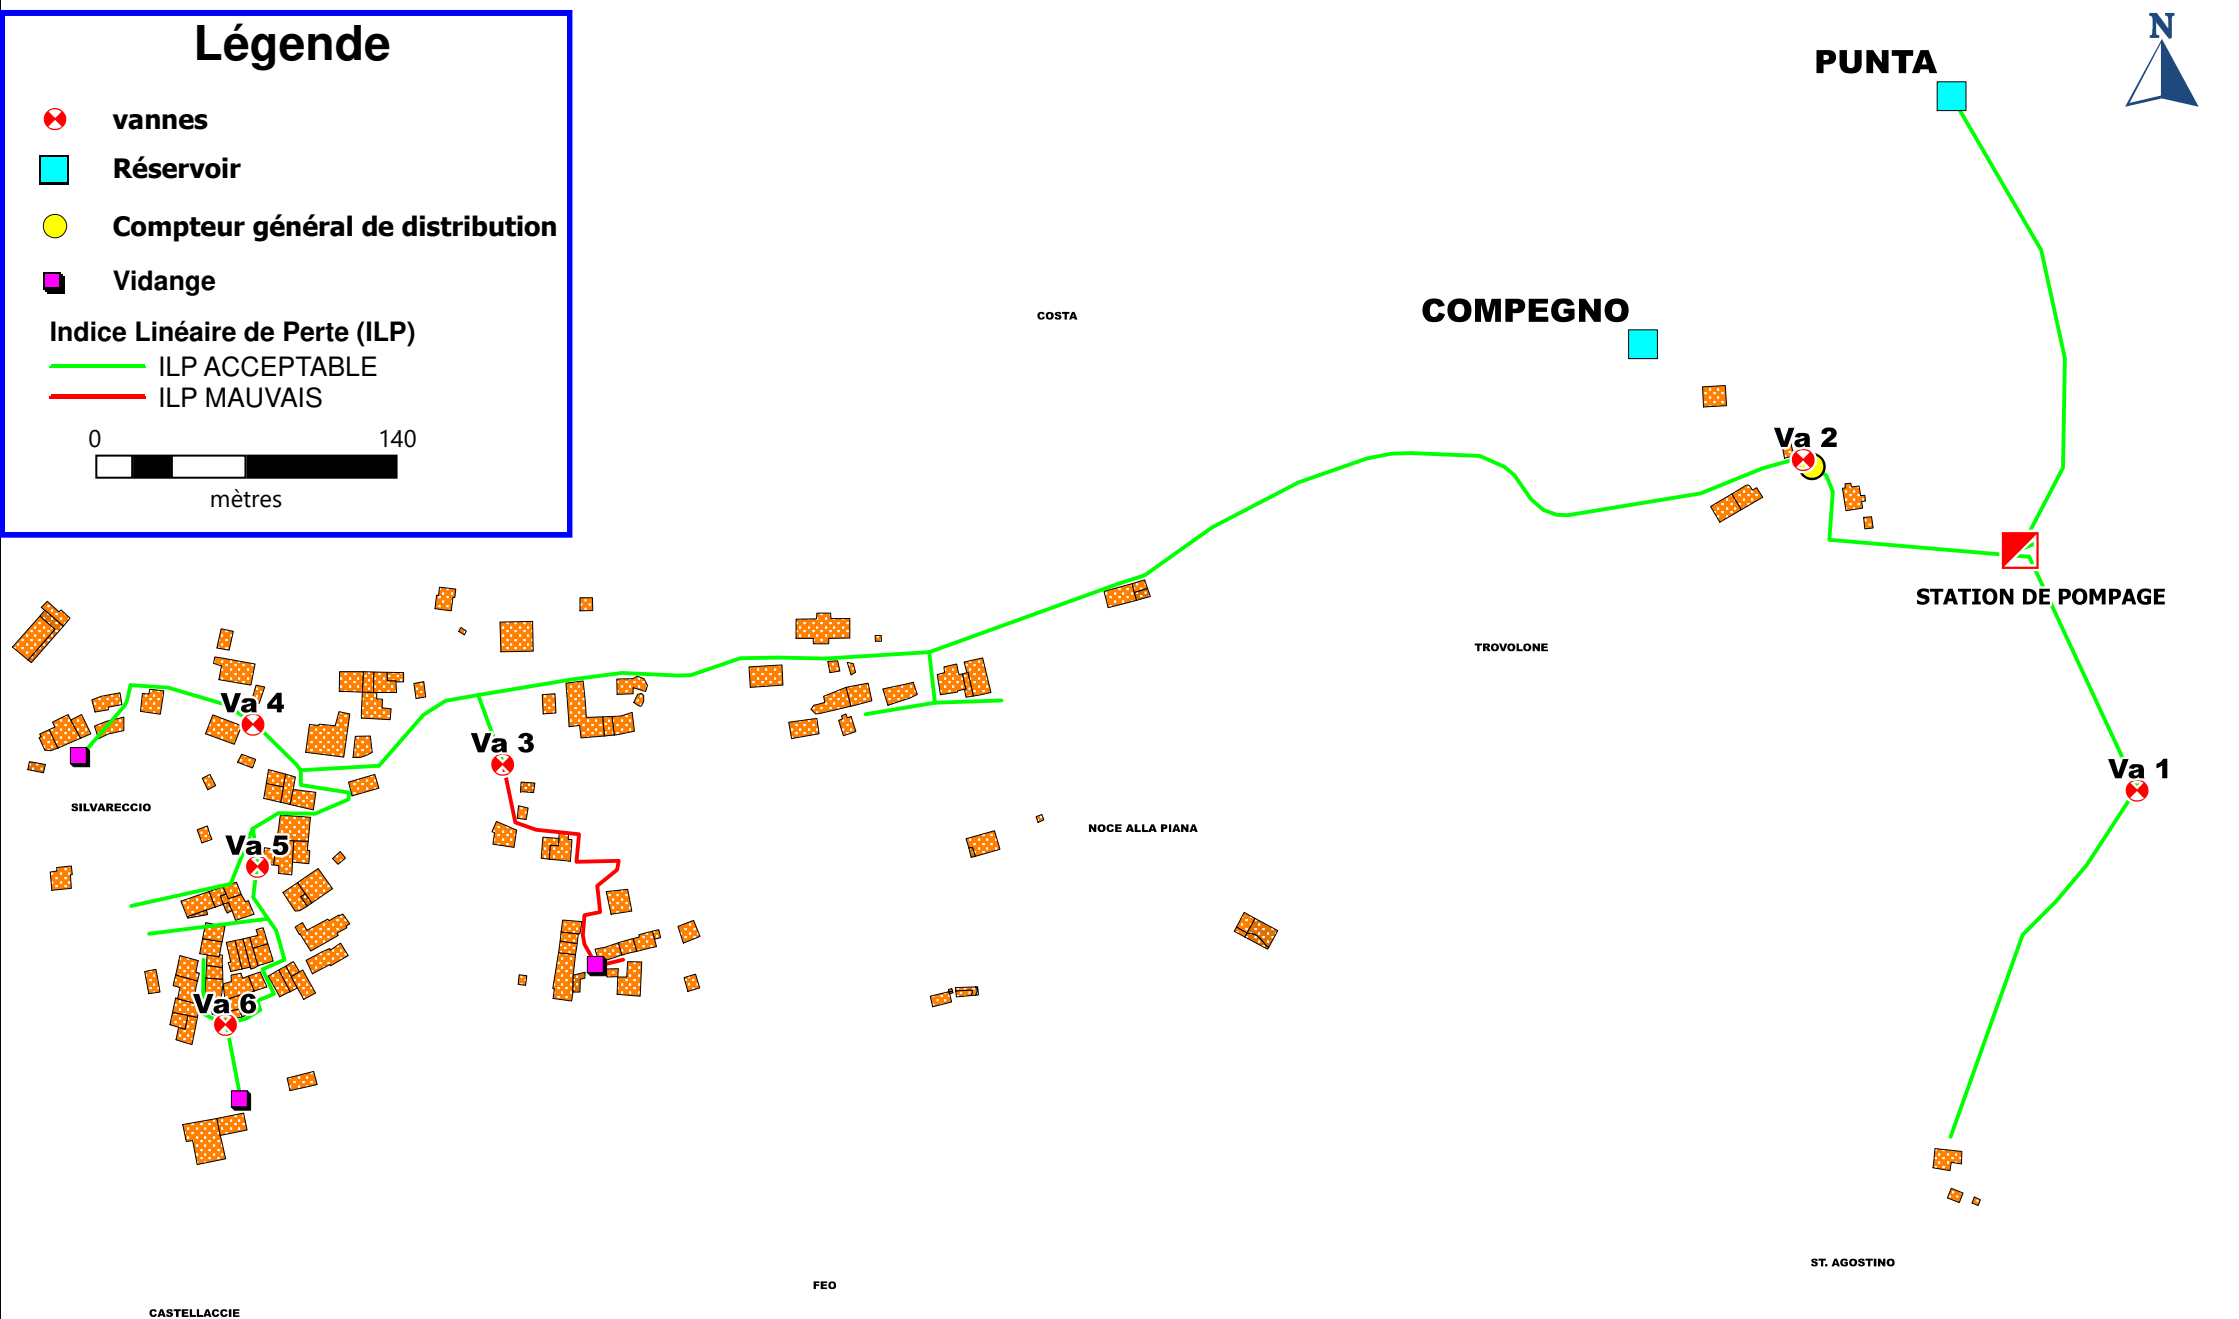 Légende
vannes
Réservoir
Compteur général de distribution
Vidange
Indice Linéaire de Perte (ILP)
ILP ACCEPTABLE
ILP MAUVAIS
0 140
mètres
N
PUNTA
COSTA
COMPEGNO
Va 2
STATION DE POMPAGE
TROVOLONE
Va 4
Va 3
Va 1
SILVARECCIO
NOCE ALLA PIANA
Va 5
Va 6
ST. AGOSTINO
FEO
CASTELLACCIE